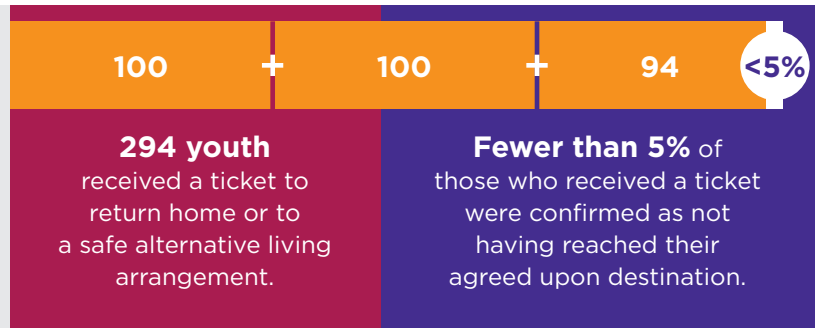 100 + 100 + 94 <5%
294 youth
received a ticket to
return home or to
a safe alternative living
arrangement.
Fewer than 5% of
those who received a ticket
were confirmed as not
having reached their
agreed upon destination.